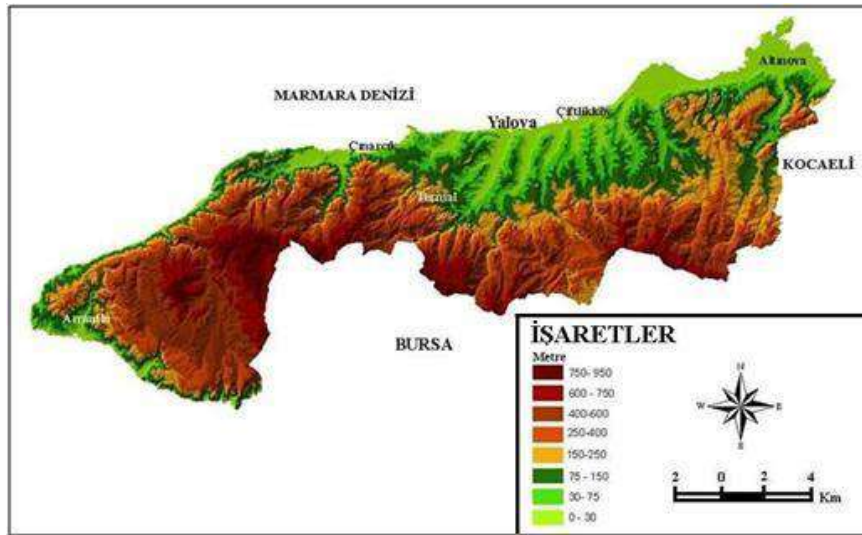 Altınova
MARMARA DENİZİ
Yalova
Çiftlikköy
Çınarcık
KOCAELİ
Termal
Armutlu
BURSA
İŞARETLER
Metre
750- 950
600 - 750
400-600
250-400
150-250
75 - 150
30- 75
0 - 30
N
W
E
S
2 0 2 4
Km